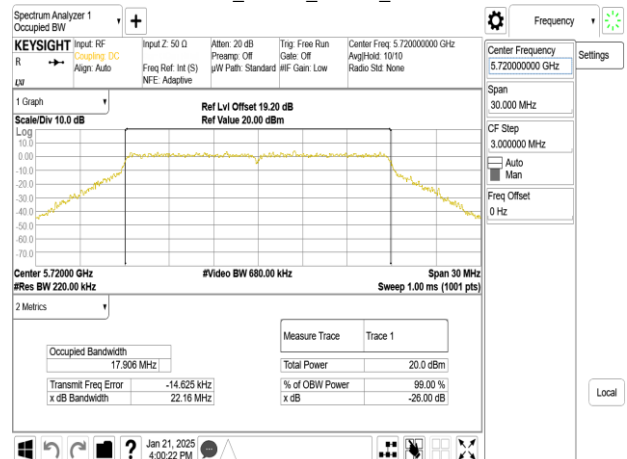 Spectrum Analyzer 1
Occupied BW
Frequency
KEYSIGHT
R
LXI
Input: RF
Coupling: DC
Align: Auto
Input Z: 50 Ω
Freq Ref: Int (S)
NFE: Adaptive
Atten: 20 dB
Preamp: Off
µW Path: Standard
Trig: Free Run
Gate: Off
#IF Gain: Low
Center Freq: 5.720000000 GHz
Avg|Hold: 10/10
Radio Std: None
Center Frequency
5.720000000 GHz
Settings
Span
30.000 MHz
CF Step
3.000000 MHz
Auto
Man
Freq Offset
0 Hz
Local
1 Graph
Scale/Div 10.0 dB
Ref Lvl Offset 19.20 dB
Ref Value 20.00 dBm
Log
10.0
0.00
-10.0
-20.0
-30.0
-40.0
-50.0
-60.0
-70.0
Center 5.72000 GHz
#Res BW 220.00 kHz
#Video BW 680.00 kHz
Span 30 MHz
Sweep 1.00 ms (1001 pts)
2 Metrics
Occupied Bandwidth
17.906 MHz
Transmit Freq Error -14.625 kHz
x dB Bandwidth 22.16 MHz
Measure Trace Trace 1
Total Power 20.0 dBm
% of OBW Power 99.00 %
x dB -26.00 dB
?
Jan 21, 2025
4:00:22 PM